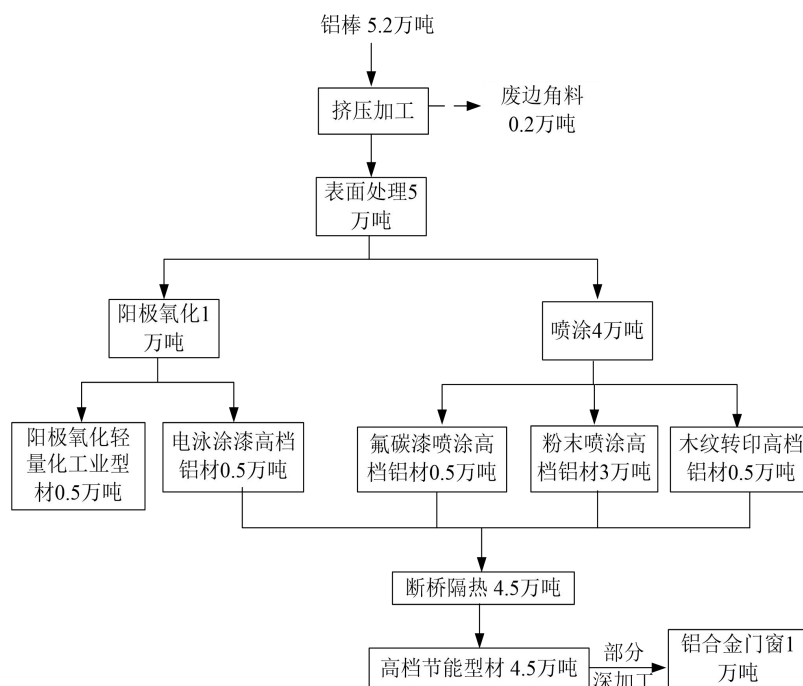 铝棒 5.2万吨
挤压加工
废边角料
0.2万吨
表面处理5
万吨
阳极氧化1
万吨
喷涂4万吨
阳极氧化轻
量化工业型
材0.5万吨
电泳涂漆高档
铝材0.5万吨
氟碳漆喷涂高
档铝材0.5万吨
粉末喷涂高
档铝材3万吨
木纹转印高档
铝材0.5万吨
断桥隔热 4.5万吨
高档节能型材 4.5万吨
部分
深加工
铝合金门窗1
万吨